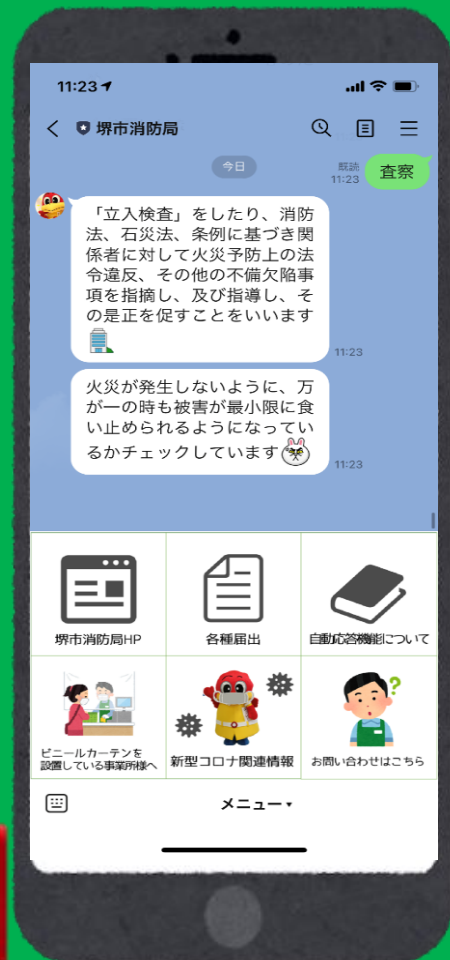 11:23
堺市消防局
今日
既読
11:23
査察
「立入検査」をしたり、消防
法、石災法、条例に基づき関
係者に対して火災予防上の法
令違反、その他の不備欠陥事
項を指摘し、及び指導し、そ
の是正を促すことをいいます
11:23
火災が発生しないように、万
が一の時も被害が最小限に食
い止められるようになってい
るかチェックしています
11:23
堺市消防局HP
各種届出
自動応答機能について
ビニールカーテンを
設置している事業所様へ
新型コロナ関連情報
お問い合わせはこちら
メニュー▾